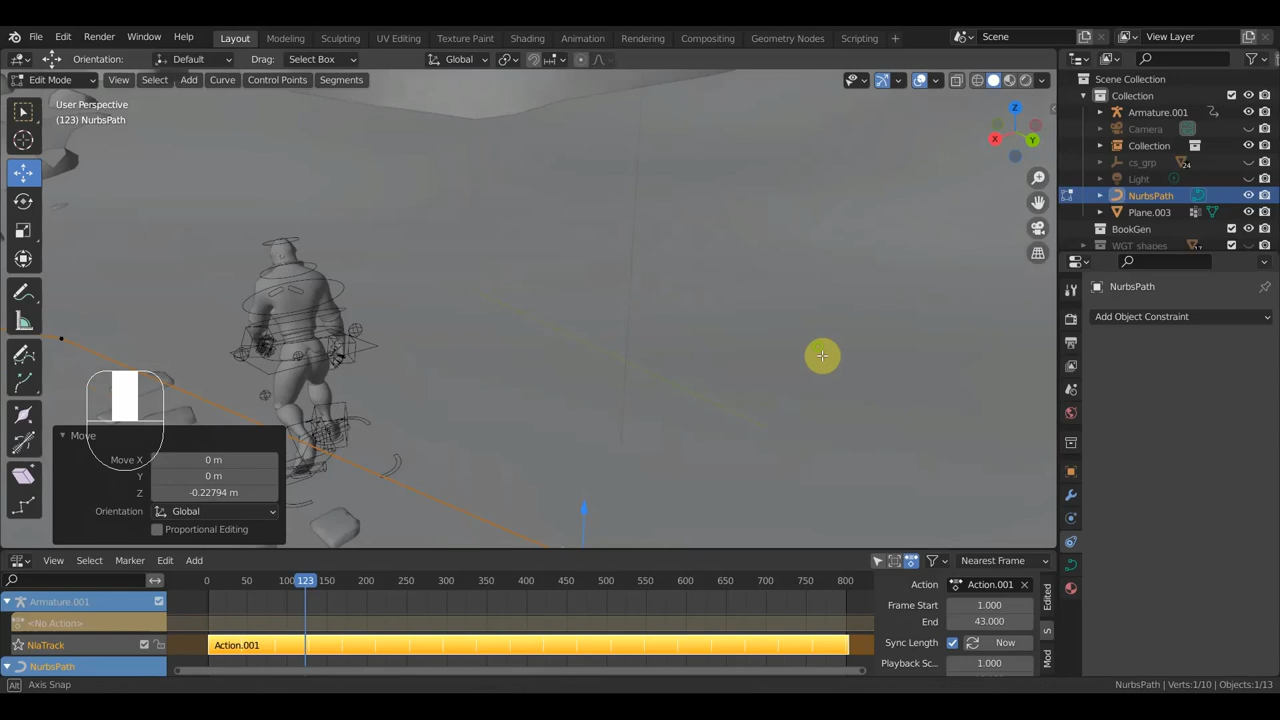 File Edit Render Window Help Layout Modeling Sculpting UV Editing Texture Paint Shading Animation Rendering Compositing Geometry Nodes Scripting + Scene View Layer
Orientation: Default Drag: Select Box Global
Edit Mode View Select Add Curve Control Points Segments
User Perspective
(123) NurbsPath
Z
X Y
Scene Collection
Collection
Armature.001
Camera
Collection
cs_grp 24
Light
NurbsPath
Plane.003
BookGen
WGT_shapes
NurbsPath
Add Object Constraint
Move
Move X 0 m
Y 0 m
Z -0.22794 m
Orientation Global
Proportional Editing
View Select Marker Edit Add Nearest Frame
0 50 100 123 150 200 250 300 350 400 450 500 550 600 650 700 750 800
Armature.001
<No Action>
NlaTrack Action.001
NurbsPath
Action Action.001
Frame Start 1.000
End 43.000
Sync Length Now
Playback Sc... 1.000
Edited
S
Mod
Alt Axis Snap NurbsPath | Verts:1/10 | Objects:1/13